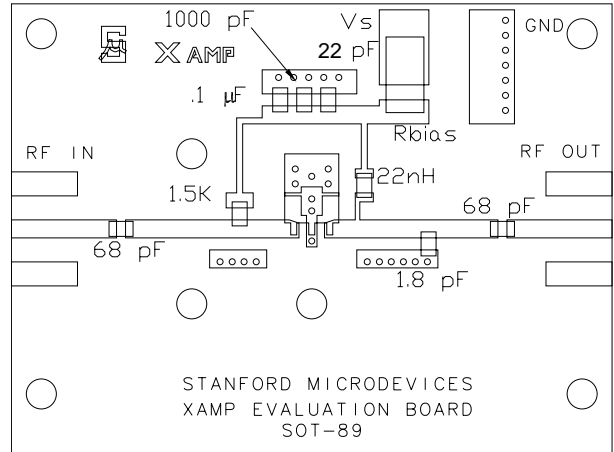 1000 pF
Vs
GND
X AMP
22 pF
.1 µF
Rbias
RF IN
RF OUT
1.5K
22nH
68 pF
68 pF
1.8 pF
STANFORD MICRODEVICES
XAMP EVALUATION BOARD
SOT-89